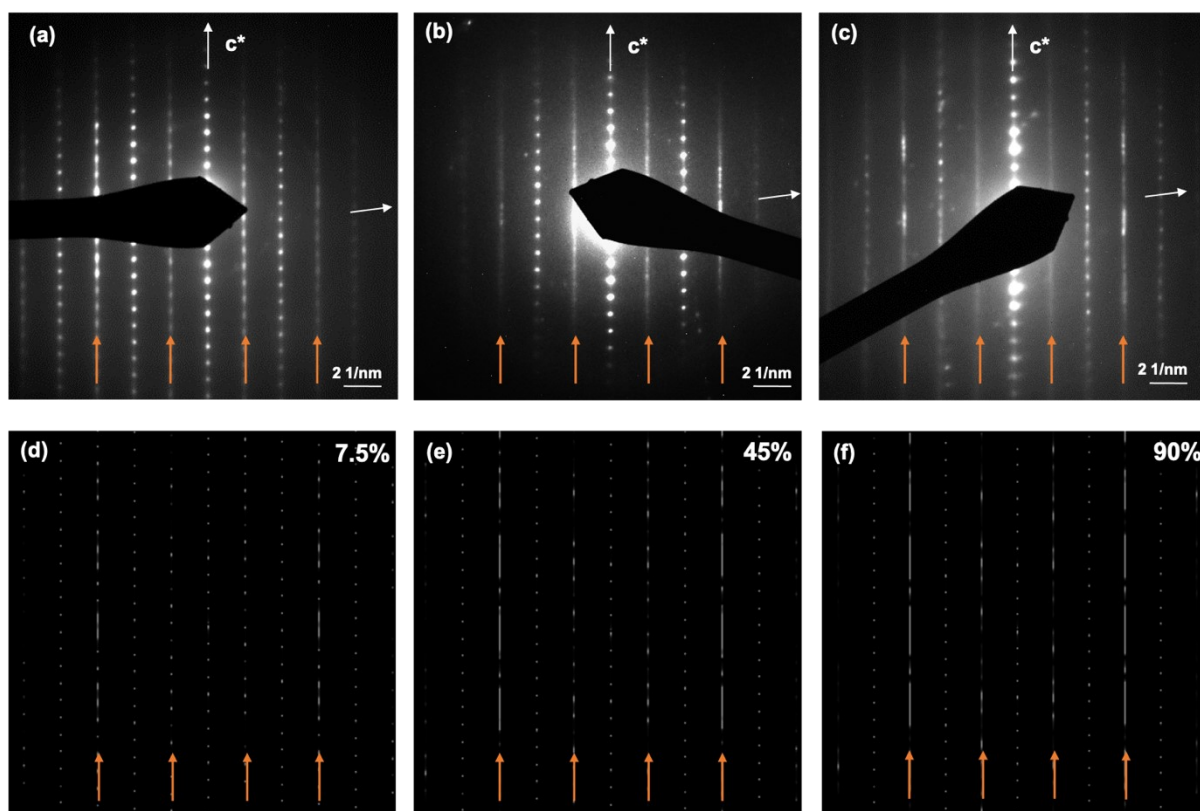 (a)
c*
2 1/nm
(b)
c*
2 1/nm
(c)
c*
2 1/nm
(d)
7.5%
(e)
45%
(f)
90%